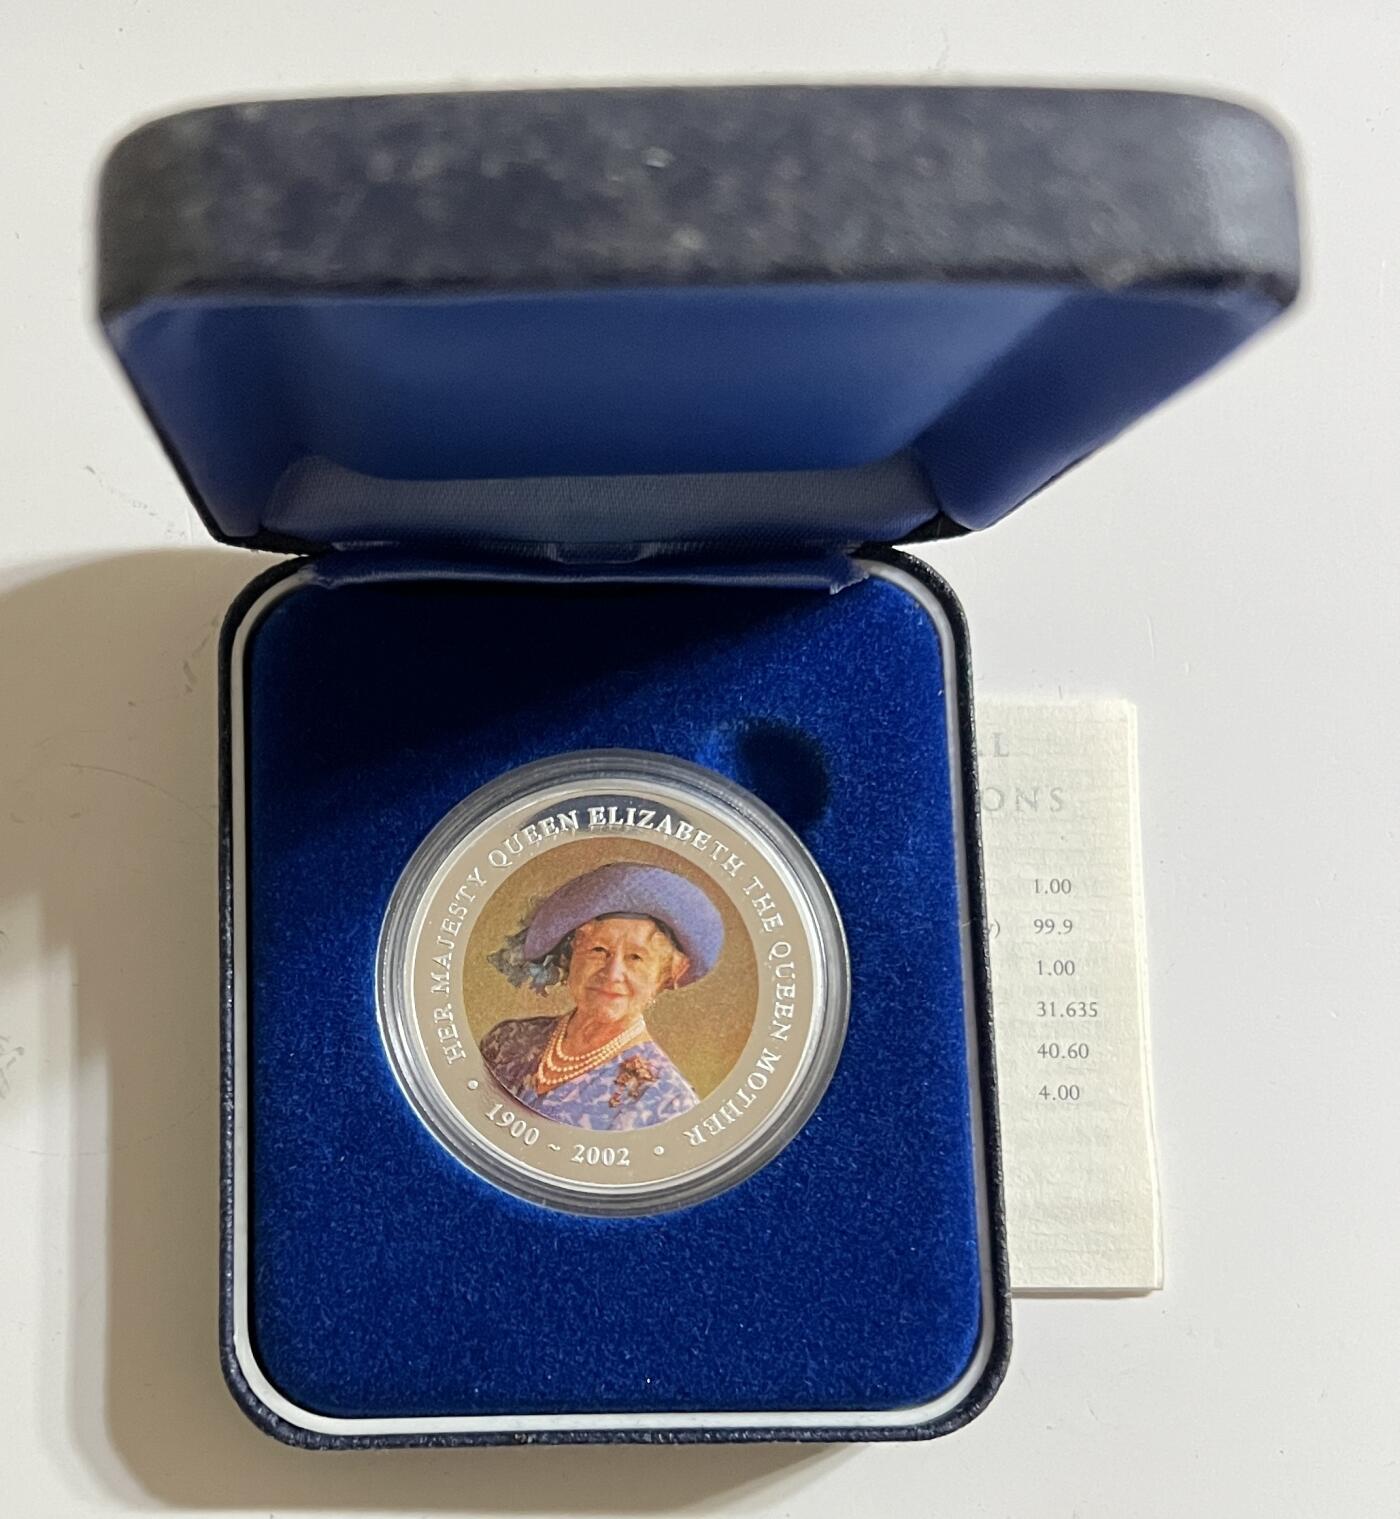 HER MAJESTY QUEEN ELIZABETH THE QUEEN MOTHER
1900 ~ 2002
L
ONS
1.00
99.9
1.00
31.635
40.60
4.00